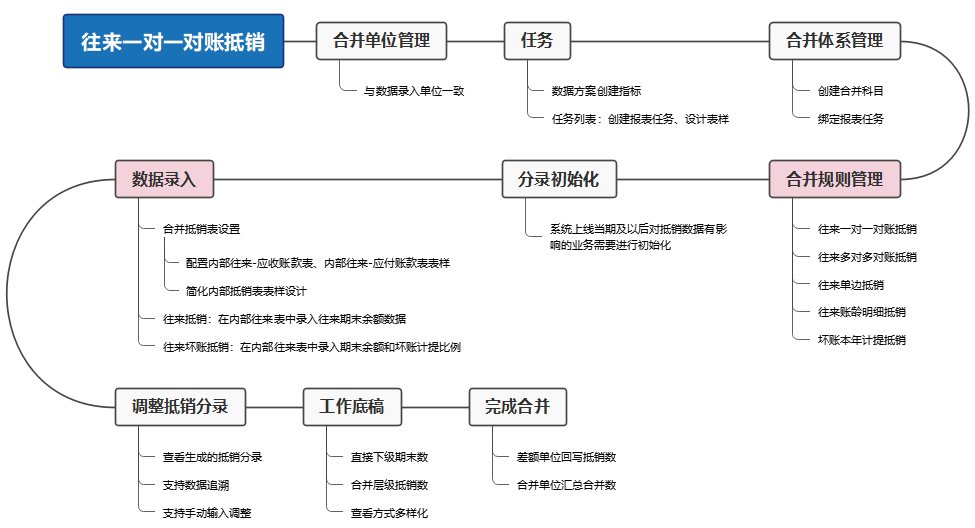 往来一对一对账抵销
合并单位管理
与数据录入单位一致
任务
数据方案创建指标
任务列表：创建报表任务、设计表样
合并体系管理
创建合并科目
绑定报表任务
合并规则管理
往来一对一对账抵销
往来多对多对账抵销
往来单边抵销
往来账龄明细抵销
坏账本年计提抵销
分录初始化
系统上线当期及以后对抵销数据有影
响的业务需要进行初始化
数据录入
合并抵销表设置
配置内部往来-应收账款表、内部往来-应付账款表表样
简化内部抵销表表样设计
往来抵销：在内部往来表中录入往来期末余额数据
往来坏账抵销：在内部往来表中录入期末余额和坏账计提比例
调整抵销分录
查看生成的抵销分录
支持数据追溯
支持手动输入调整
工作底稿
直接下级期末数
合并层级抵销数
查看方式多样化
完成合并
差额单位回写抵销数
合并单位汇总合并数